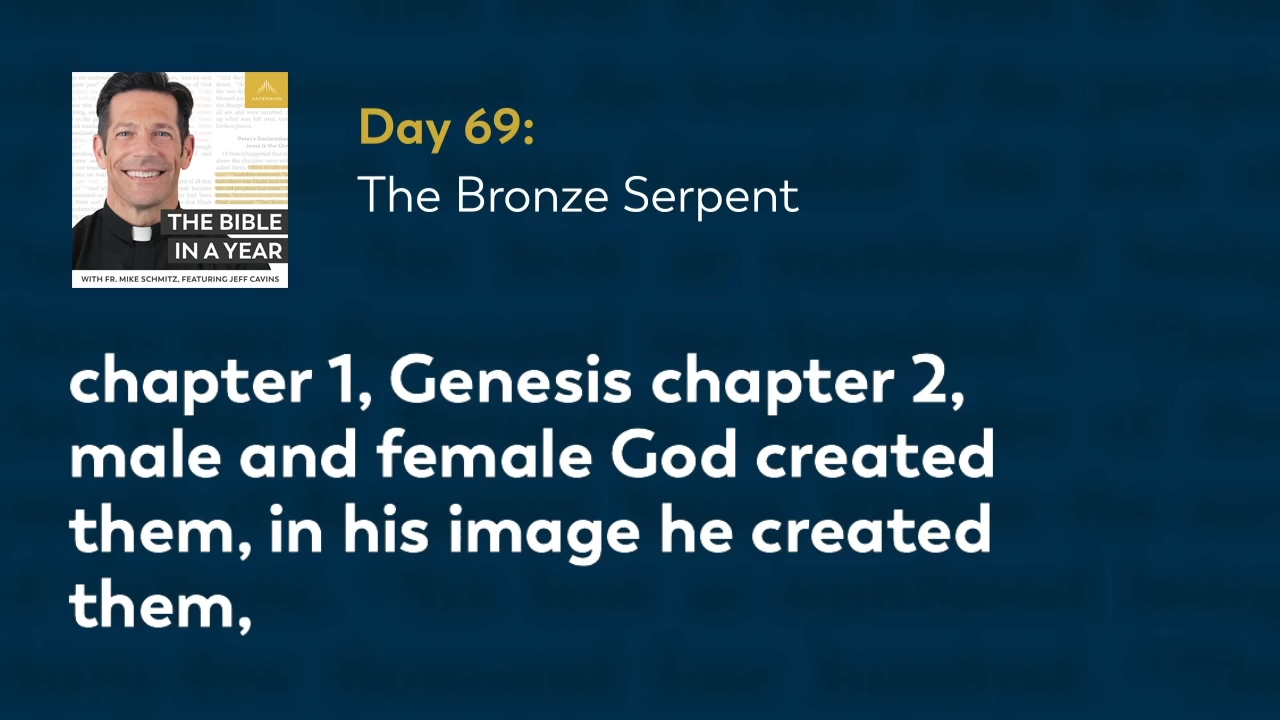 ASCENSION
THE BIBLE
IN A YEAR
WITH FR. MIKE SCHMITZ, FEATURING JEFF CAVINS
Day 69:
The Bronze Serpent
chapter 1, Genesis chapter 2,
male and female God created
them, in his image he created
them,